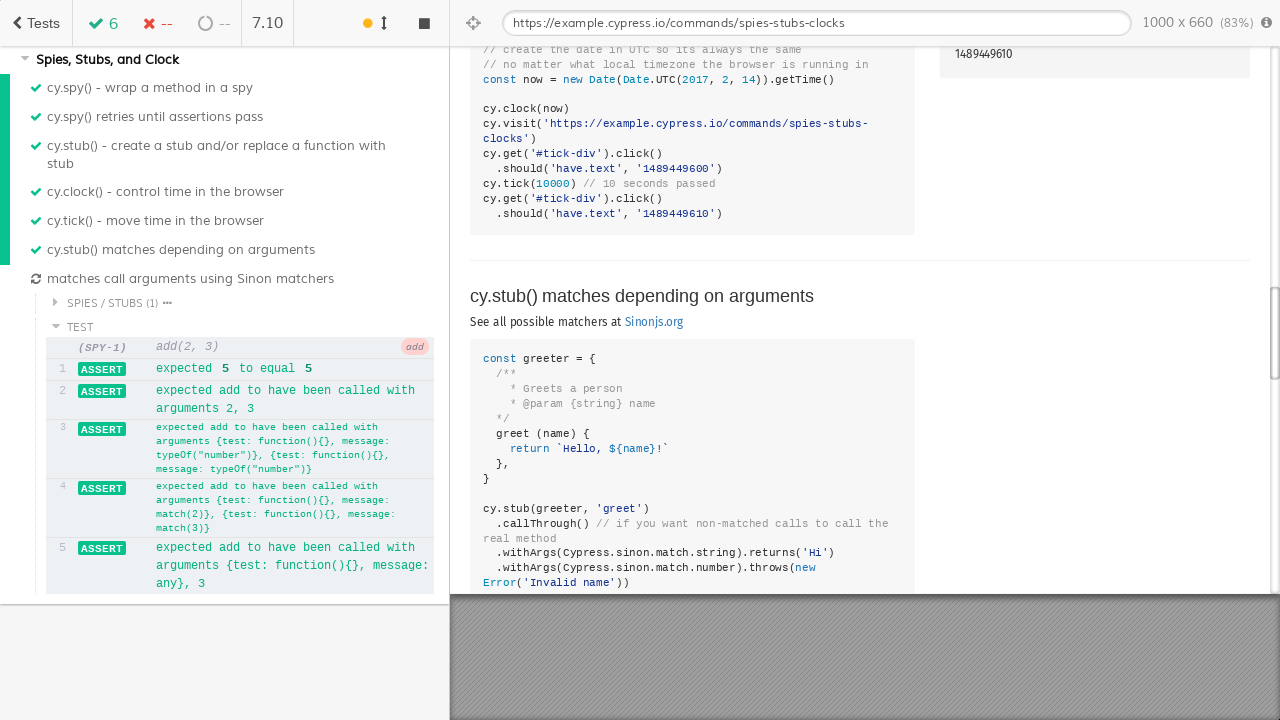 Tests
6
--
--
7.10
Spies, Stubs, and Clock
cy.spy() - wrap a method in a spy
cy.spy() retries until assertions pass
cy.stub() - create a stub and/or replace a function with
stub
cy.clock() - control time in the browser
cy.tick() - move time in the browser
cy.stub() matches depending on arguments
matches call arguments using Sinon matchers
SPIES / STUBS (1)
TEST
(SPY-1) add(2, 3) add
1 ASSERT expected 5 to equal 5
2 ASSERT expected add to have been called with
arguments 2, 3
3 ASSERT expected add to have been called with
arguments {test: function(){}, message:
typeOf("number")}, {test: function(){},
message: typeOf("number")}
4 ASSERT expected add to have been called with
arguments {test: function(){}, message:
match(2)}, {test: function(){}, message:
match(3)}
5 ASSERT expected add to have been called with
arguments {test: function(){}, message:
any}, 3
https://example.cypress.io/commands/spies-stubs-clocks
1000 x 660 (83%)
// create the date in UTC so its always the same
// no matter what local timezone the browser is running in
const now = new Date(Date.UTC(2017, 2, 14)).getTime()
cy.clock(now)
cy.visit('https://example.cypress.io/commands/spies-stubs-
clocks')
cy.get('#tick-div').click()
.should('have.text', '1489449600')
cy.tick(10000) // 10 seconds passed
cy.get('#tick-div').click()
.should('have.text', '1489449610')
1489449610
cy.stub() matches depending on arguments
See all possible matchers at Sinonjs.org
const greeter = {
/**
* Greets a person
* @param {string} name
*/
greet (name) {
return `Hello, ${name}!`
},
}
cy.stub(greeter, 'greet')
.callThrough() // if you want non-matched calls to call the
real method
.withArgs(Cypress.sinon.match.string).returns('Hi')
.withArgs(Cypress.sinon.match.number).throws(new
Error('Invalid name'))